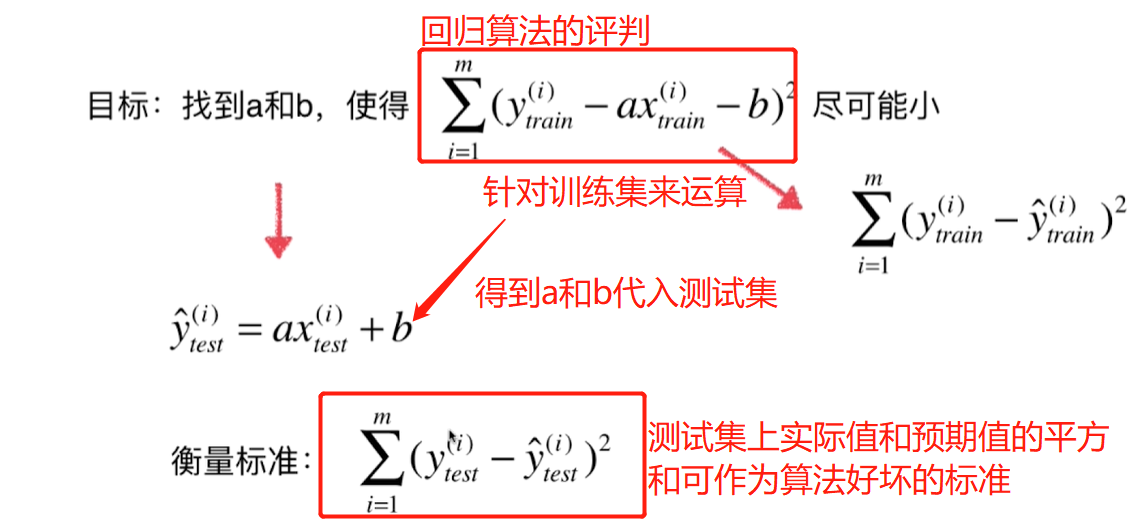 回归算法的评判
目标：找到a和b，使得 \sum_{i=1}^{m}(y_{train}^{(i)} - ax_{train}^{(i)} - b)^2 尽可能小
针对训练集来运算
\sum_{i=1}^{m}(y_{train}^{(i)} - \hat{y}_{train}^{(i)})^2
得到a和b代入测试集
\hat{y}_{test}^{(i)} = ax_{test}^{(i)} + b
衡量标准： \sum_{i=1}^{m}(y_{test}^{(i)} - \hat{y}_{test}^{(i)})^2
测试集上实际值和预期值的平方
和可作为算法好坏的标准